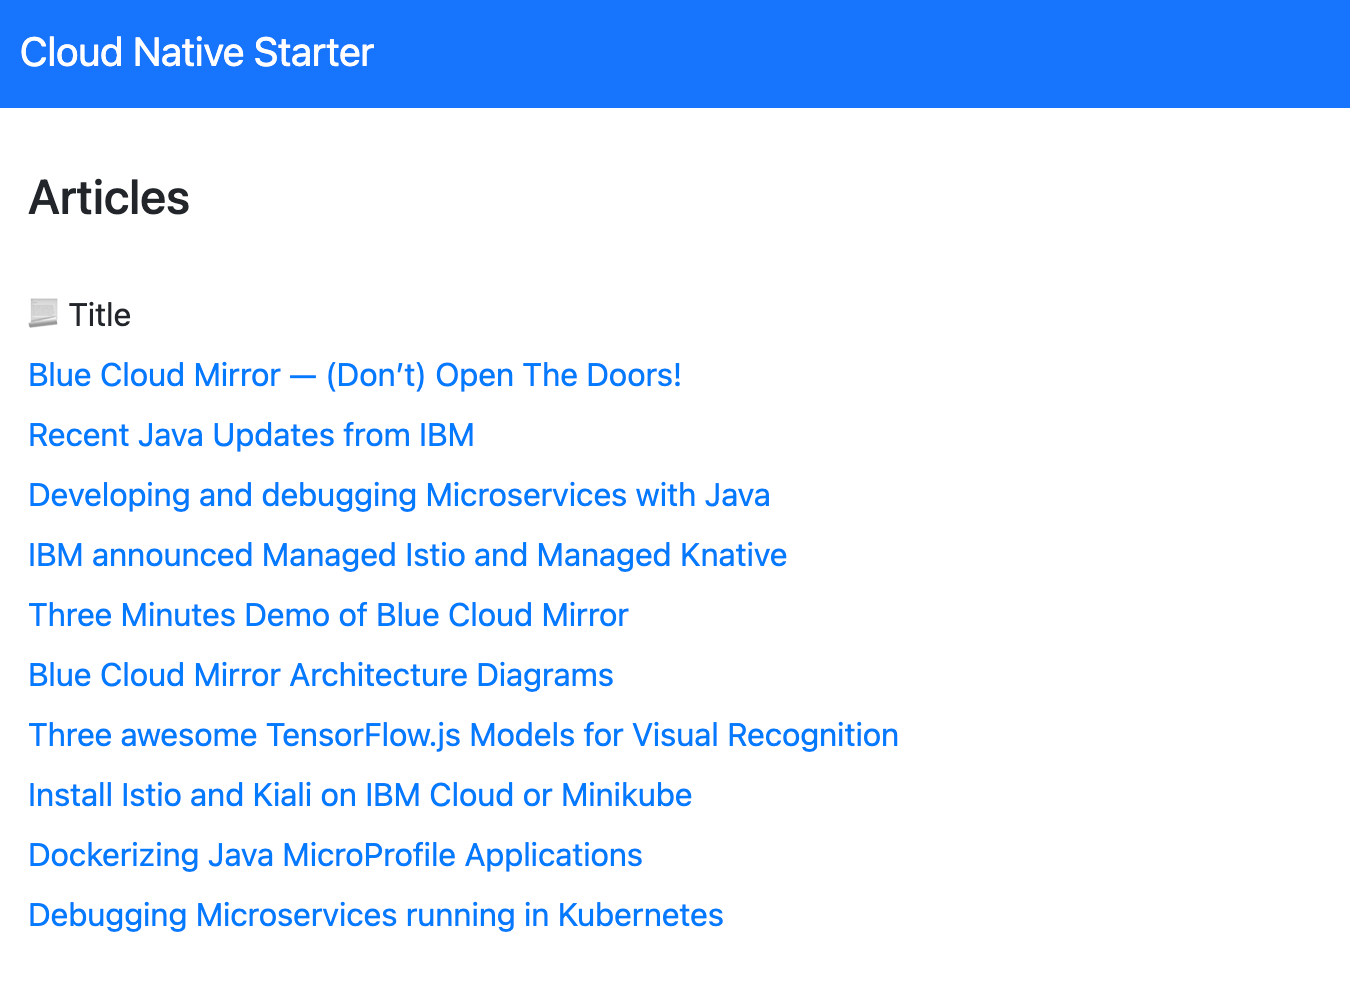 Cloud Native Starter
Articles
Title
Blue Cloud Mirror — (Don’t) Open The Doors!
Recent Java Updates from IBM
Developing and debugging Microservices with Java
IBM announced Managed Istio and Managed Knative
Three Minutes Demo of Blue Cloud Mirror
Blue Cloud Mirror Architecture Diagrams
Three awesome TensorFlow.js Models for Visual Recognition
Install Istio and Kiali on IBM Cloud or Minikube
Dockerizing Java MicroProfile Applications
Debugging Microservices running in Kubernetes